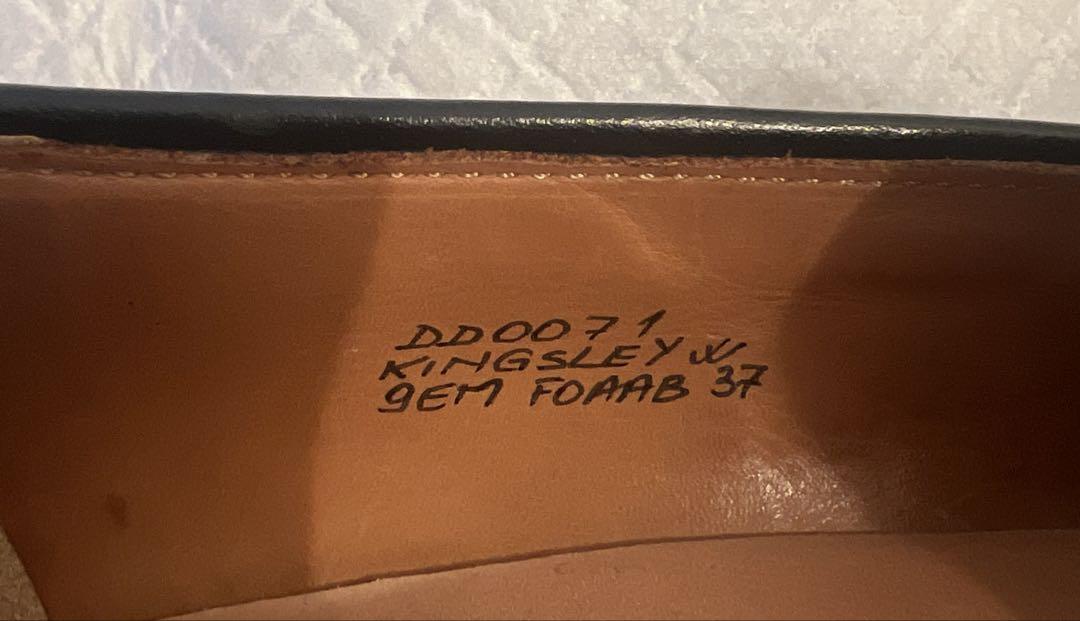 DD0071
KINGSLEY W
9EM FOAAB 37